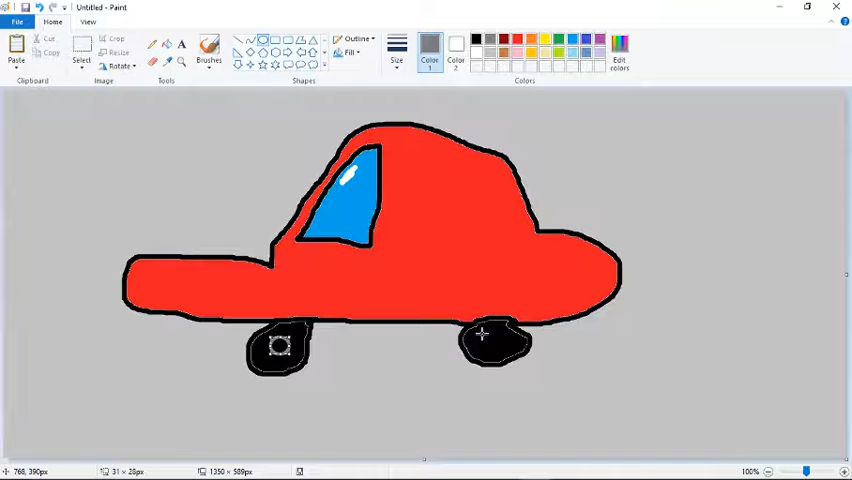 Untitled - Paint
File Home View
Paste
Cut
Copy
Clipboard
Select
Crop
Resize
Rotate
Image
A
Tools
Brushes
Outline
Fill
Shapes
Size
Color 1
Color 2
Edit colors
Colors
768, 390px
31 × 28px
1350 × 589px
100%